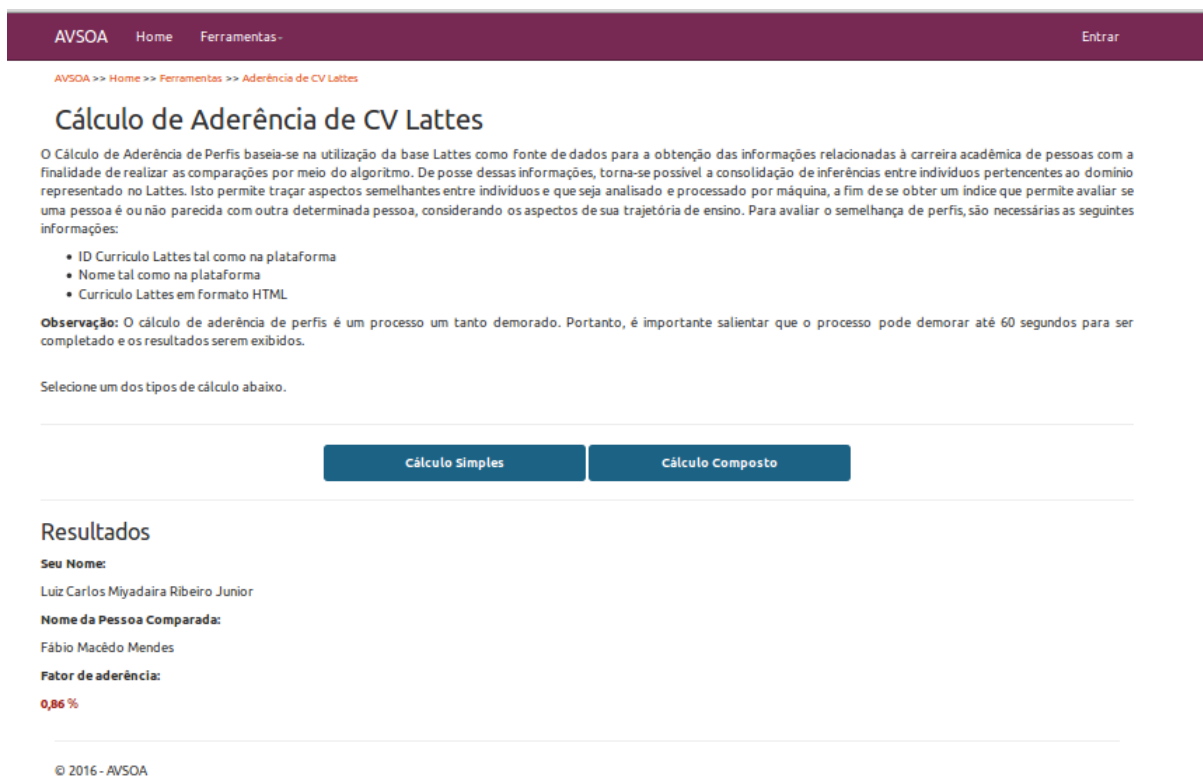 AVSOA Home Ferramentas- Entrar
AVSOA >> Home >> Ferramentas >> Aderência de CV Lattes
Cálculo de Aderência de CV Lattes
O Cálculo de Aderência de Perfis baseia-se na utilização da base Lattes como fonte de dados para a obtenção das informações relacionadas à carreira acadêmica de pessoas com a
finalidade de realizar as comparações por meio do algoritmo. De posse dessas informações, torna-se possível a consolidação de inferências entre indivíduos pertencentes ao domínio
representado no Lattes. Isto permite traçar aspectos semelhantes entre indivíduos e que seja analisado e processado por máquina, a fim de se obter um índice que permite avaliar se
uma pessoa é ou não parecida com outra determinada pessoa, considerando os aspectos de sua trajetória de ensino. Para avaliar o semelhança de perfis, são necessárias as seguintes
informações:
• ID Curriculo Lattes tal como na plataforma
• Nome tal como na plataforma
• Curriculo Lattes em formato HTML
Observação: O cálculo de aderência de perfis é um processo um tanto demorado. Portanto, é importante salientar que o processo pode demorar até 60 segundos para ser
completado e os resultados serem exibidos.
Selecione um dos tipos de cálculo abaixo.
Cálculo Simples Cálculo Composto
Resultados
Seu Nome:
Luiz Carlos Miyadaira Ribeiro Junior
Nome da Pessoa Comparada:
Fábio Macêdo Mendes
Fator de aderência:
0,86 %
© 2016 - AVSOA